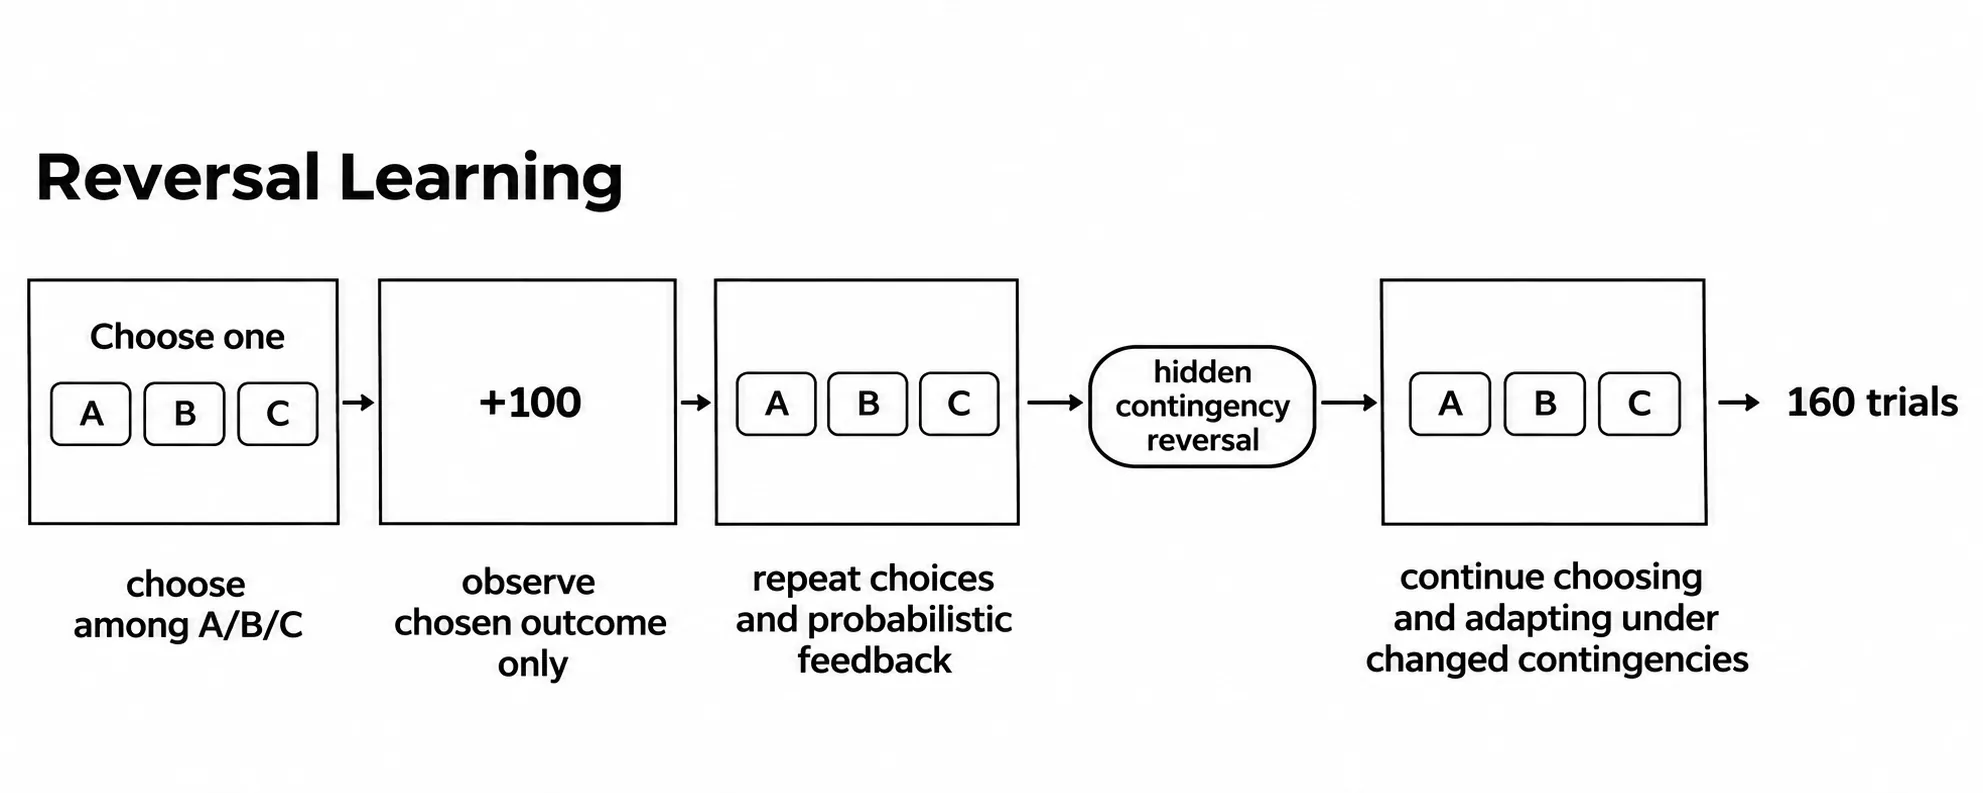 Reversal Learning
Choose one
A B C
+100
A B C
hidden
contingency
reversal
A B C
160 trials
choose
among A/B/C
observe
chosen outcome
only
repeat choices
and probabilistic
feedback
continue choosing
and adapting under
changed contingencies